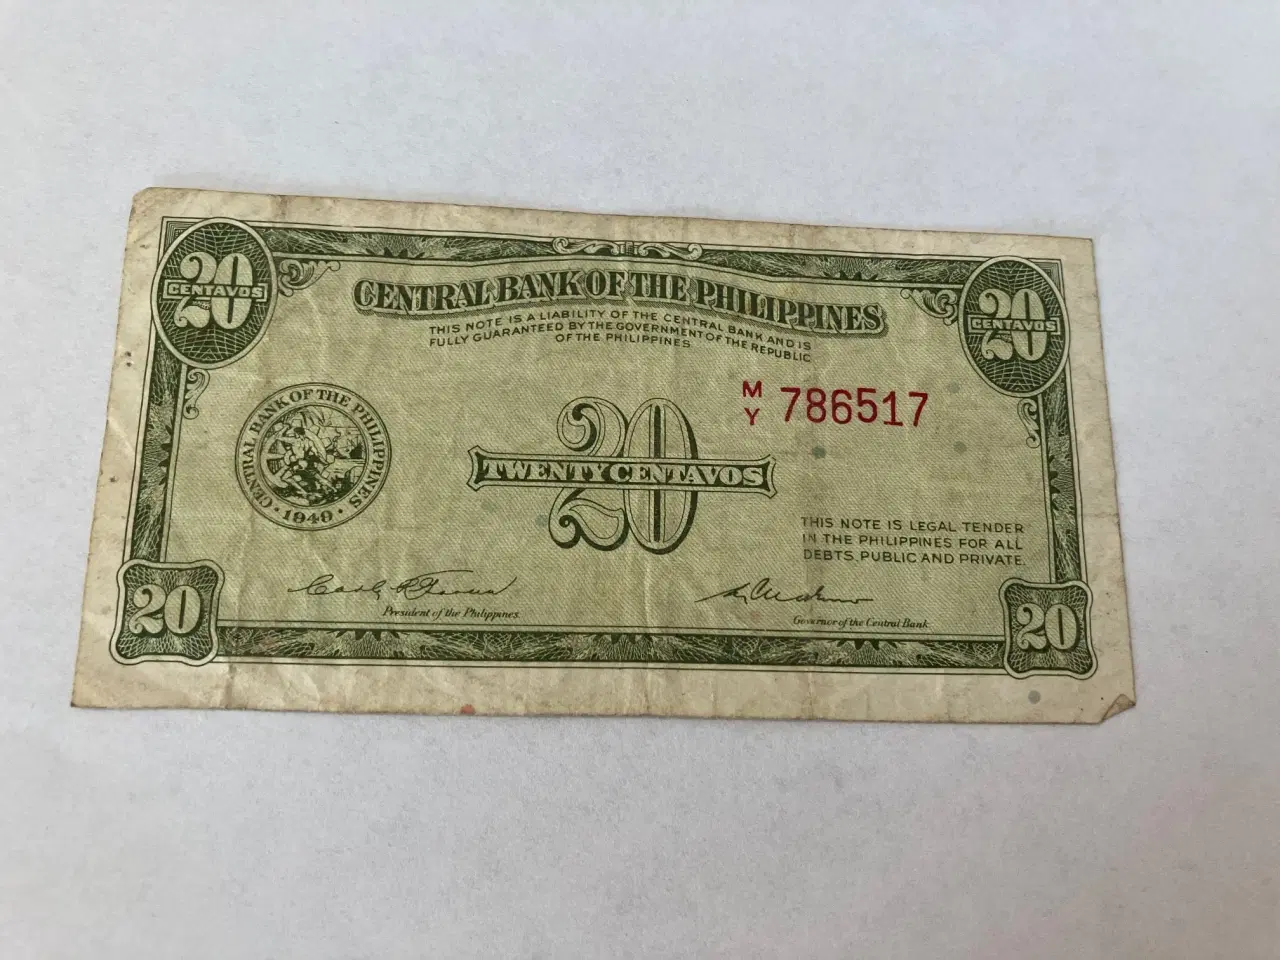 20
CENTAVOS
20
CENTAVOS
CENTRAL BANK OF THE PHILIPPINES
THIS NOTE IS A LIABILITY OF THE CENTRAL BANK AND IS
FULLY GUARANTEED BY THE GOVERNMENT OF THE REPUBLIC
OF THE PHILIPPINES
M/Y 786517
CENTRAL BANK OF THE PHILIPPINES
· 1949 ·
20
TWENTY CENTAVOS
THIS NOTE IS LEGAL TENDER
IN THE PHILIPPINES FOR ALL
DEBTS, PUBLIC AND PRIVATE.
President of the Philippines
Governor of the Central Bank
20
20